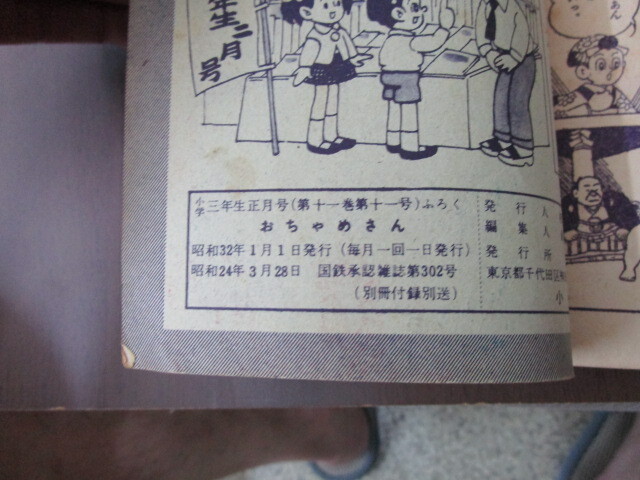 年生二月号
小学三年生正月号(第十一巻第十一号)ふろく
おちゃめさん
昭和32年1月1日発行(毎月一回一日発行)
昭和24年3月28日 国鉄承認雑誌第302号
(別冊付録別送)
発行人
編集人
発行所
東京都千代田区
小